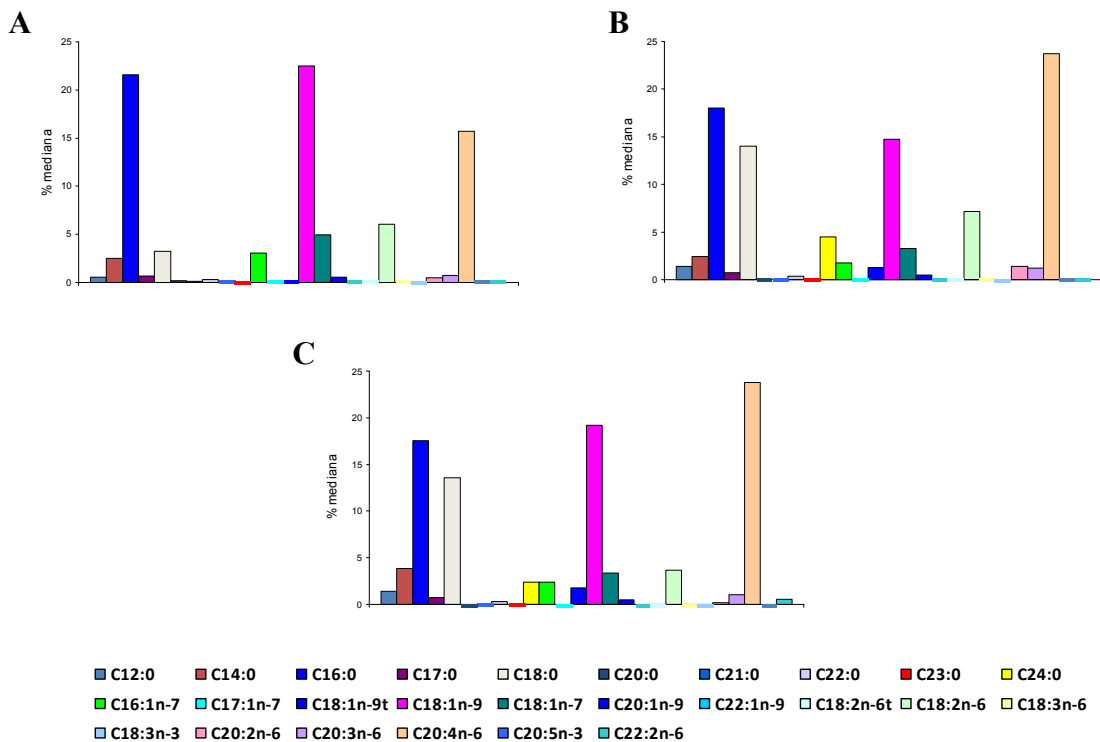 A
B
25
20
15
10
5
0
% mediana
25
20
15
10
5
0
% mediana
C
25
20
15
10
5
0
% mediana
C12:0 C14:0 C16:0 C17:0 C18:0 C20:0 C21:0 C22:0 C23:0 C24:0
C16:1n-7 C17:1n-7 C18:1n-9t C18:1n-9 C18:1n-7 C20:1n-9 C22:1n-9 C18:2n-6t C18:2n-6 C18:3n-6
C18:3n-3 C20:2n-6 C20:3n-6 C20:4n-6 C20:5n-3 C22:2n-6